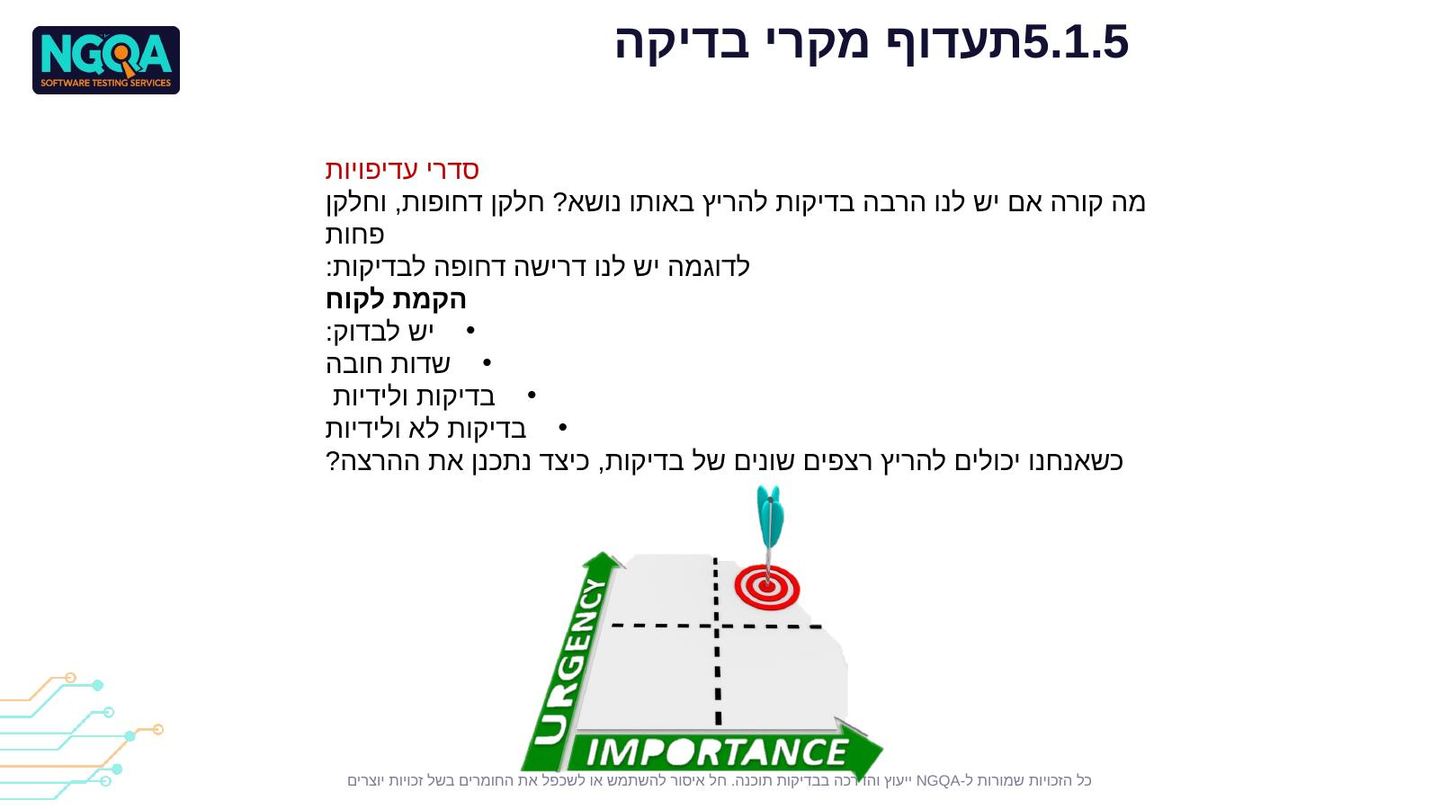 NGQA
SOFTWARE TESTING SERVICES
5.1.5תעדוף מקרי בדיקה
סדרי עדיפויות
מה קורה אם יש לנו הרבה בדיקות להריץ באותו נושא? חלקן דחופות, וחלקן
פחות
לדוגמה יש לנו דרישה דחופה לבדיקות:
הקמת לקוח
• יש לבדוק:
• שדות חובה
• בדיקות ולידיות
• בדיקות לא ולידיות
כשאנחנו יכולים להריץ רצפים שונים של בדיקות, כיצד נתכנן את ההרצה?
URGENCY
IMPORTANCE
כל הזכויות שמורות ל-NGQA ייעוץ והדרכה בבדיקות תוכנה. חל איסור להשתמש או לשכפל את החומרים בשל זכויות יוצרים